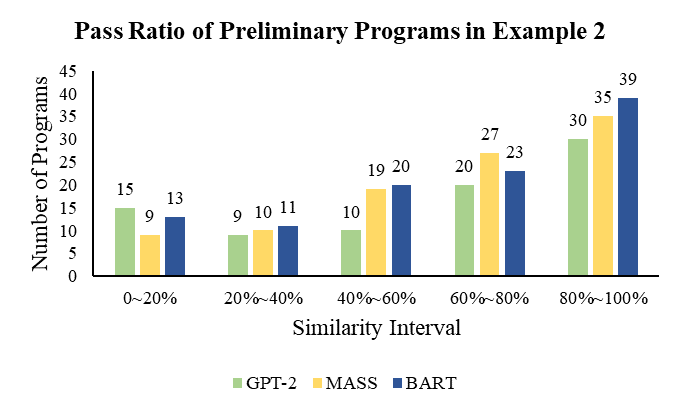 Pass Ratio of Preliminary Programs in Example 2
Number of Programs
45
40
35
30
25
20
15
10
5
0
15 9 13
9 10 11
10 19 20
20 27 23
30 35 39
0~20% 20%~40% 40%~60% 60%~80% 80%~100%
Similarity Interval
GPT-2 MASS BART